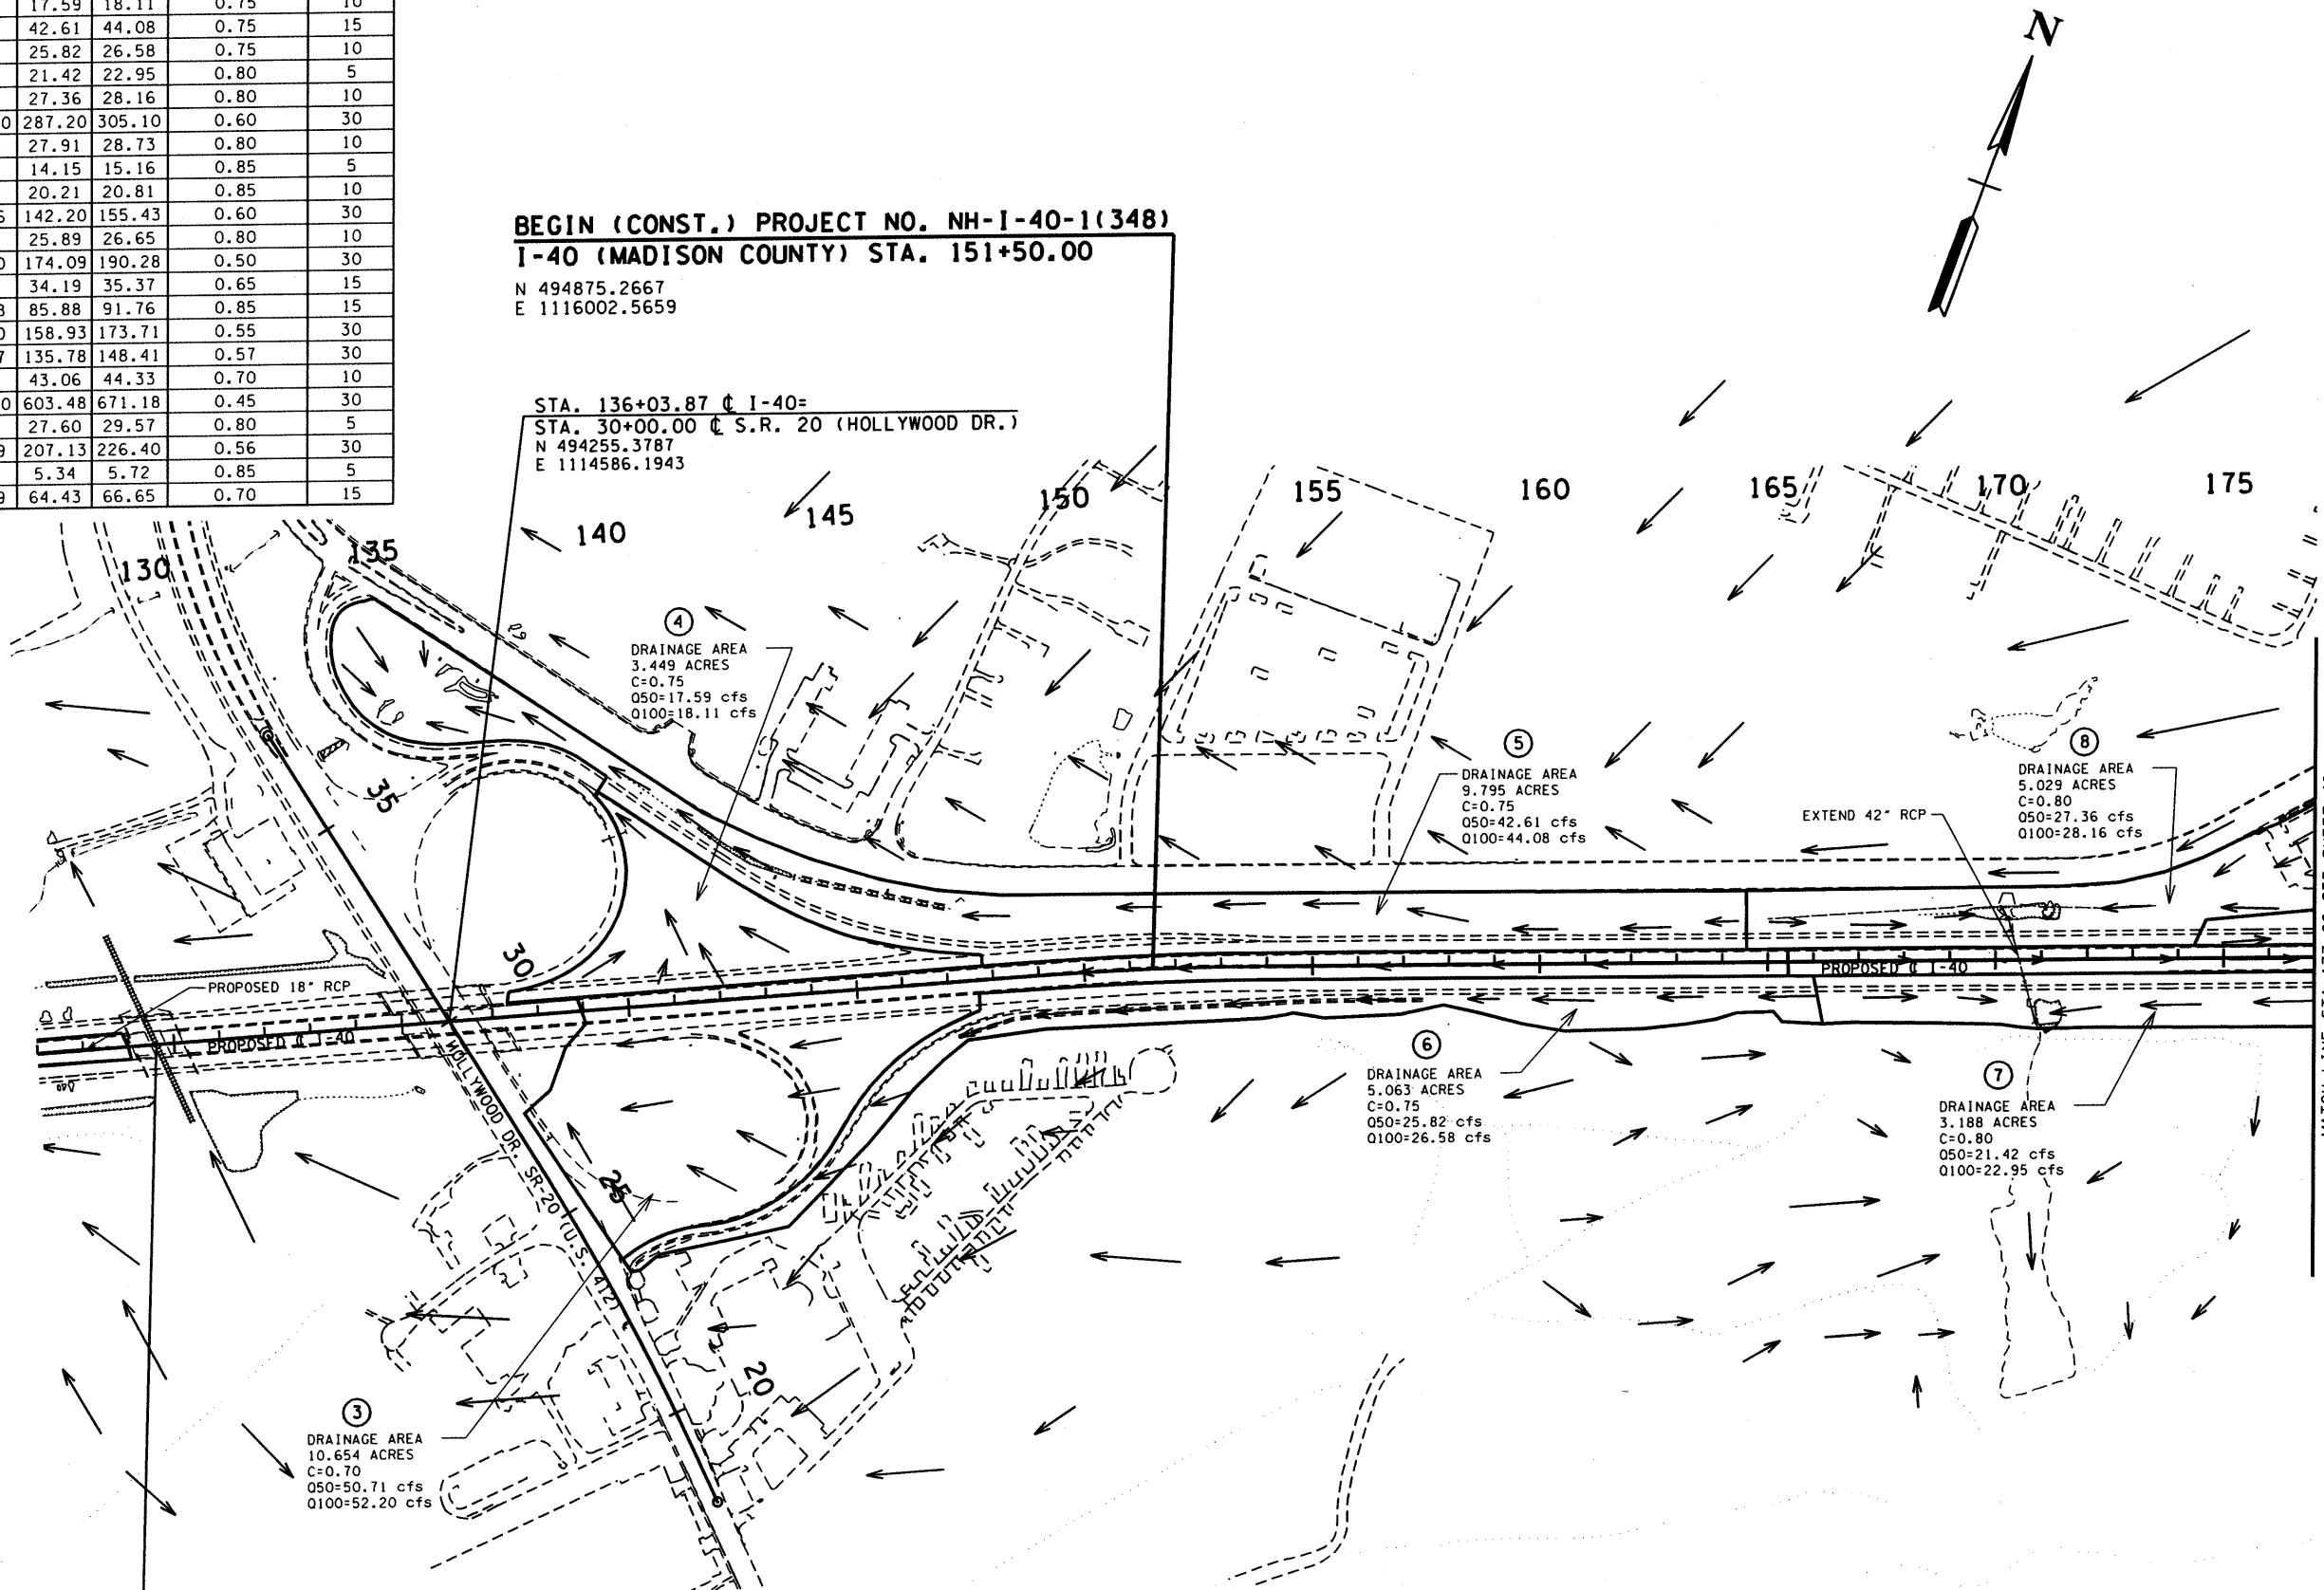 17.59 18.11 0.75 10
42.61 44.08 0.75 15
25.82 26.58 0.75 10
21.42 22.95 0.80 5
27.36 28.16 0.80 10
0 287.20 305.10 0.60 30
27.91 28.73 0.80 10
14.15 15.16 0.85 5
20.21 20.81 0.85 10
142.20 155.43 0.60 30
25.89 26.65 0.80 10
174.09 190.28 0.50 30
34.19 35.37 0.65 15
85.88 91.76 0.85 15
158.93 173.71 0.55 30
7 135.78 148.41 0.57 30
43.06 44.33 0.70 10
0 603.48 671.18 0.45 30
27.60 29.57 0.80 5
207.13 226.40 0.56 30
5.34 5.72 0.85 5
64.43 66.65 0.70 15
N
BEGIN (CONST.) PROJECT NO. NH-I-40-1(348)
I-40 (MADISON COUNTY) STA. 151+50.00
N 494875.2667
E 1116002.5659
STA. 136+03.87 ℄ I-40=
STA. 30+00.00 ℄ S.R. 20 (HOLLYWOOD DR.)
N 494255.3787
E 1114586.1943
130
135
140
145
150
155
160
165
170
175
4
DRAINAGE AREA
3.449 ACRES
C=0.75
Q50=17.59 cfs
Q100=18.11 cfs
5
DRAINAGE AREA
9.795 ACRES
C=0.75
Q50=42.61 cfs
Q100=44.08 cfs
8
DRAINAGE AREA
5.029 ACRES
C=0.80
Q50=27.36 cfs
Q100=28.16 cfs
EXTEND 42" RCP
35
30
PROPOSED 18" RCP
PROPOSED ℄ I-40
PROPOSED ℄ I-40
HOLLYWOOD DR. SR-20 (U.S. 412)
25
20
6
DRAINAGE AREA
5.063 ACRES
C=0.75
Q50=25.82 cfs
Q100=26.58 cfs
7
DRAINAGE AREA
3.188 ACRES
C=0.80
Q50=21.42 cfs
Q100=22.95 cfs
3
DRAINAGE AREA
10.654 ACRES
C=0.70
Q50=50.71 cfs
Q100=52.20 cfs